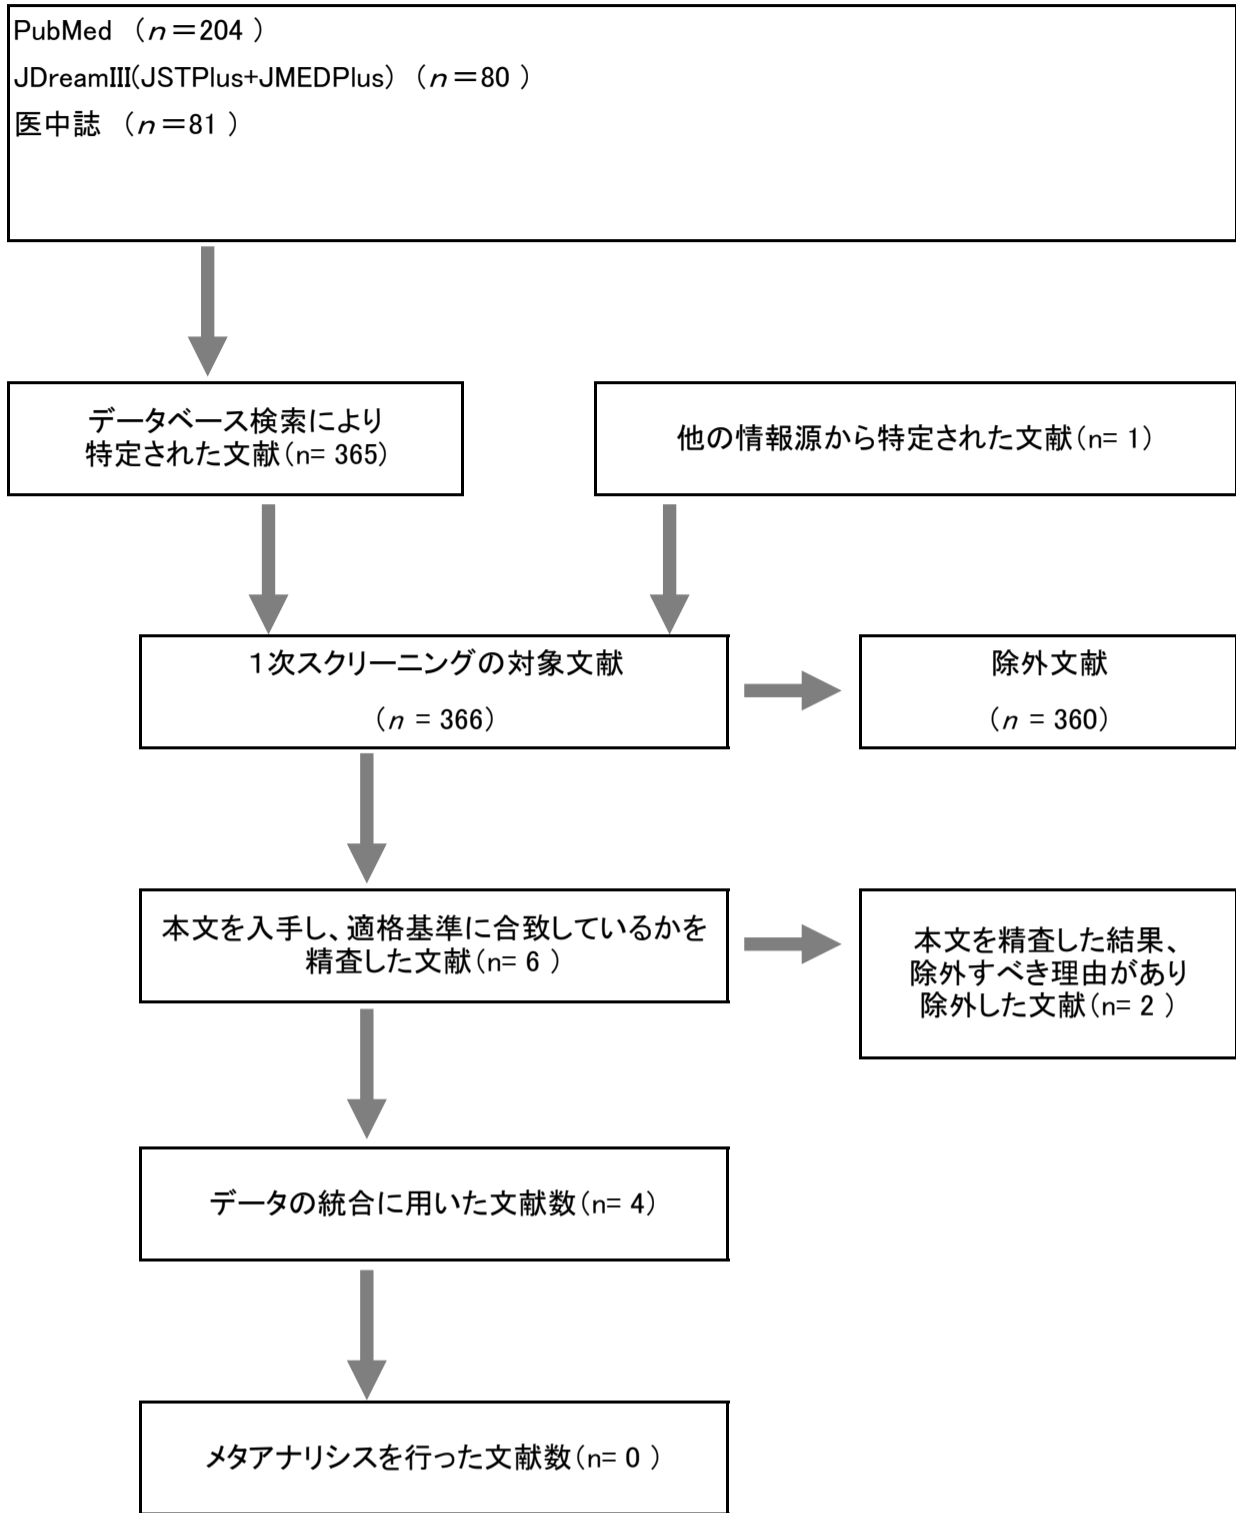 PubMed （n＝204 ）
JDreamIII(JSTPlus+JMEDPlus) （n＝80 ）
医中誌 （n＝81 ）
データベース検索により
特定された文献（n= 365）
他の情報源から特定された文献（n= 1）
１次スクリーニングの対象文献
（n = 366）
除外文献
（n = 360）
本文を入手し、適格基準に合致しているかを
精査した文献（n= 6 ）
本文を精査した結果、
除外すべき理由があり
除外した文献（n= 2 ）
データの統合に用いた文献数（n= 4）
メタアナリシスを行った文献数（n= 0 ）